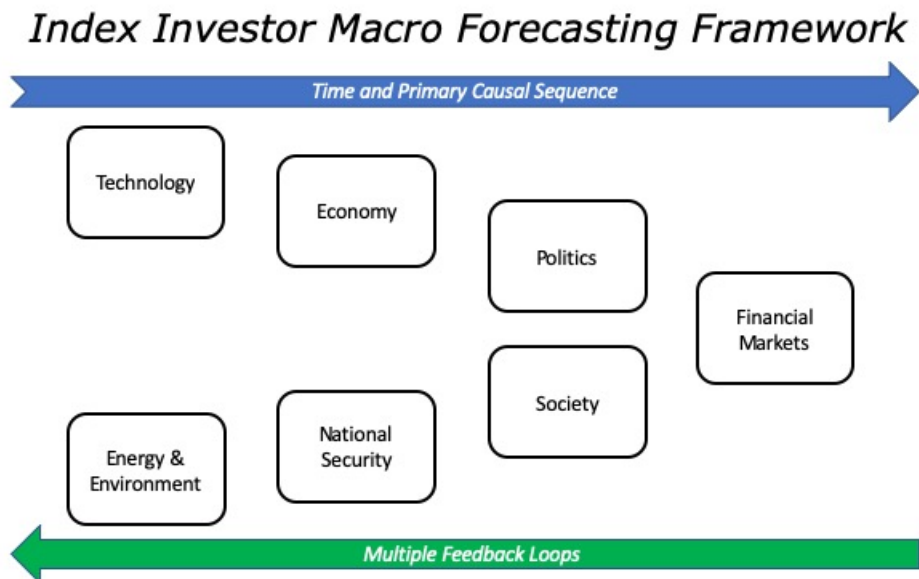 Index Investor Macro Forecasting Framework
Time and Primary Causal Sequence
Technology
Economy
Politics
Financial
Markets
Society
National
Security
Energy &
Environment
Multiple Feedback Loops